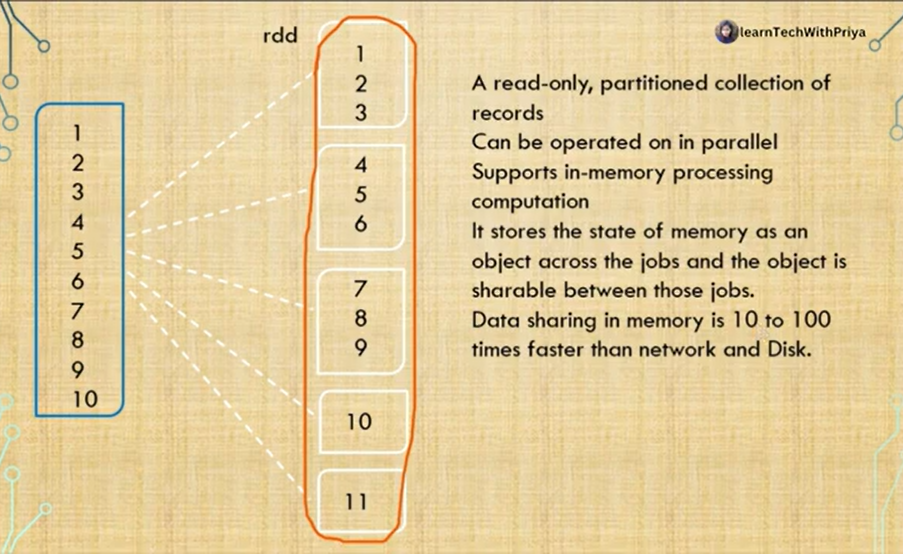 rdd
learnTechWithPriya
1
2
3
4
5
6
7
8
9
10
1
2
3
4
5
6
7
8
9
10
11
A read-only, partitioned collection of
records
Can be operated on in parallel
Supports in-memory processing
computation
It stores the state of memory as an
object across the jobs and the object is
sharable between those jobs.
Data sharing in memory is 10 to 100
times faster than network and Disk.